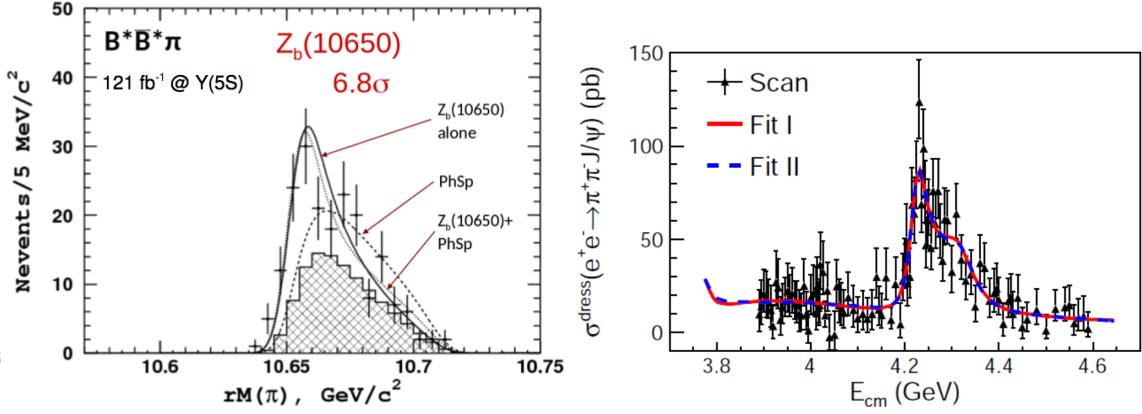 50
40
30
20
10
0
Nevents/5 MeV/c²
B*B̅*π
121 fb⁻¹ @ Υ(5S)
Z_b(10650)
6.8σ
Z_b(10650)
alone
PhSp
Z_b(10650)+
PhSp
10.6 10.65 10.7 10.75
rM(π), GeV/c²
150
100
50
0
σ^dress(e⁺e⁻→π⁺π⁻J/ψ) (pb)
Scan
Fit I
Fit II
3.8 4 4.2 4.4 4.6
E_cm (GeV)